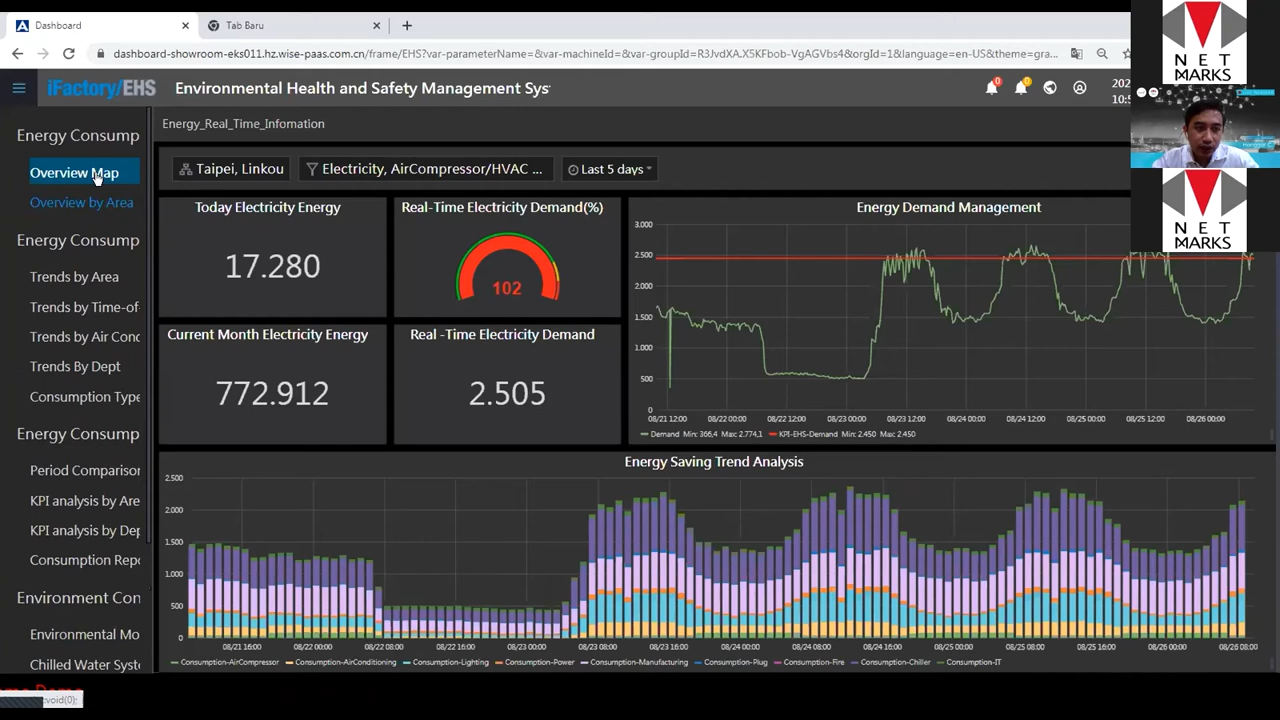 Dashboard
Tab Baru
dashboard-showroom-eks011.hz.wise-paas.com.cn/frame/EHS?var-parameterName=&var-machineId=&var-groupId=R3JvdXA.X5KFbob-VgAGVbs4&orgId=1&language=en-US&theme=gra...
iFactory/EHS
Environmental Health and Safety Management Sys
0
0
202
10:5
NET
MARKS
NET
MARKS
Energy Consump
Overview Map
Overview by Area
Energy Consump
Trends by Area
Trends by Time-of
Trends by Air Cond
Trends By Dept
Consumption Type
Energy Consump
Period Comparison
KPI analysis by Are
KPI analysis by Dep
Consumption Repo
Environment Con
Environmental Mo
Chilled Water Syste
void(0);
Energy_Real_Time_Infomation
Taipei, Linkou
Electricity, AirCompressor/HVAC ...
Last 5 days
Today Electricity Energy
17.280
Real-Time Electricity Demand(%)
102
Current Month Electricity Energy
772.912
Real -Time Electricity Demand
2.505
Energy Demand Management
3.000
2.500
2.000
1.500
1.000
500
0
08/21 12:00 08/22 00:00 08/22 12:00 08/23 00:00 08/23 12:00 08/24 00:00 08/24 12:00 08/25 00:00 08/25 12:00 08/26 00:00
Demand Min: 366,4 Max: 2.774,1 KPI-EHS-Demand Min: 2.450 Max: 2.450
Energy Saving Trend Analysis
2.500
2.000
1.500
1.000
500
0
08/21 16:00 08/22 00:00 08/22 08:00 08/22 16:00 08/23 00:00 08/23 08:00 08/23 16:00 08/24 00:00 08/24 08:00 08/24 16:00 08/25 00:00 08/25 08:00 08/25 16:00 08/26 00:00 08/26 08:00
Consumption-AirCompressor Consumption-AirConditioning Consumption-Lighting Consumption-Power Consumption-Manufacturing Consumption-Plug Consumption-Fire Consumption-Chiller Consumption-IT